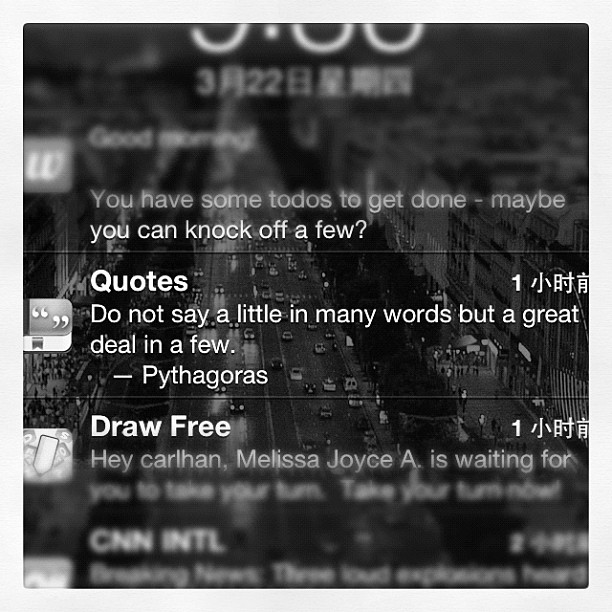 3月22日星期四
Good morning!
You have some todos to get done - maybe
you can knock off a few?
Quotes 1 小时前
Do not say a little in many words but a great
deal in a few.
— Pythagoras
Draw Free 1 小时前
Hey carlhan, Melissa Joyce A. is waiting for
you to take your turn. Take your turn now!
CNN INTL 2 小时前
Breaking News: Three loud explosions heard